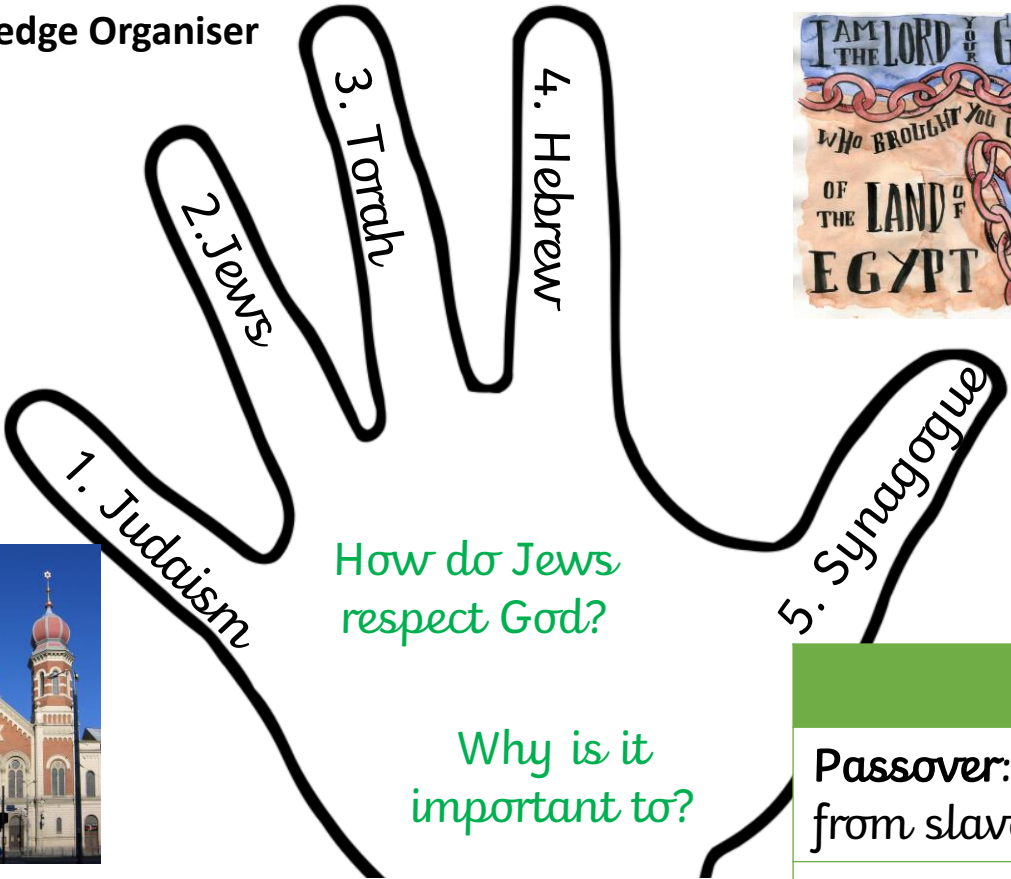 edge Organiser
1. Judaism
2.Jews
3. Torah
4. Hebrew
5. Synagogue
How do Jews
respect God?
Why is it
important to?
I AM THE LORD YOUR G
WHO BROUGHT YOU
OF THE LAND OF
EGYPT
Passover:
from slav